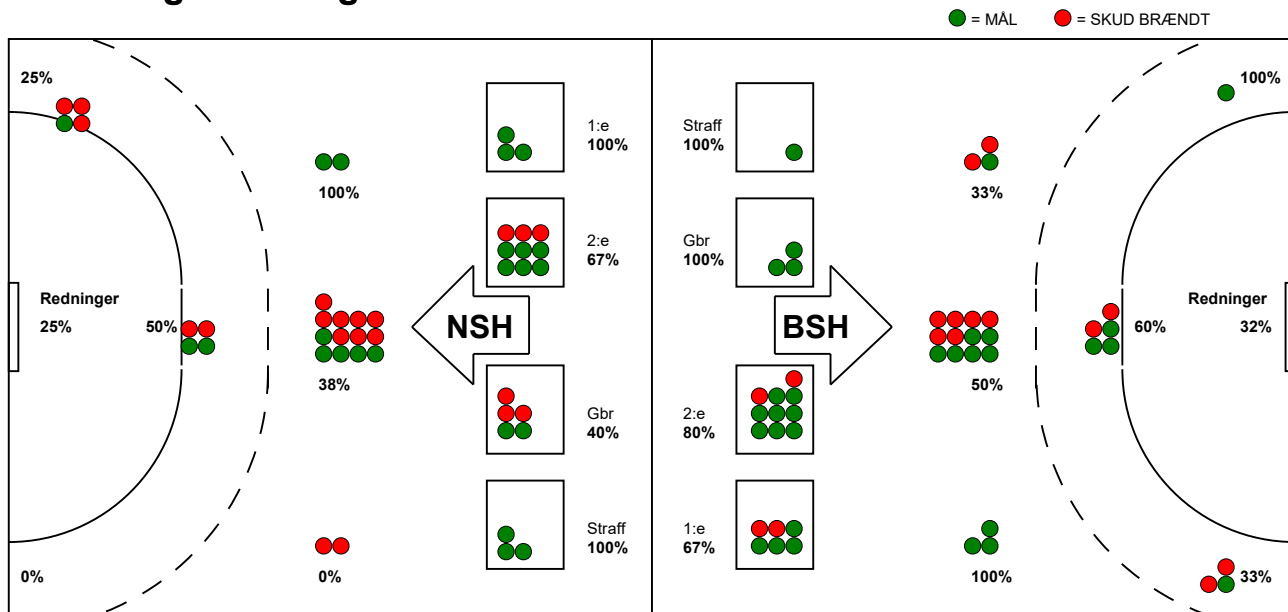 = MÅL = SKUD BRÆNDT
25%
100%
1:e
100%
Straff
100%
100%
33%
2:e
67%
Gbr
100%
Redninger
25%
50%
38%
NSH
BSH
50%
60%
Redninger
32%
Gbr
40%
2:e
80%
Straff
100%
1:e
67%
0%
0%
100%
33%